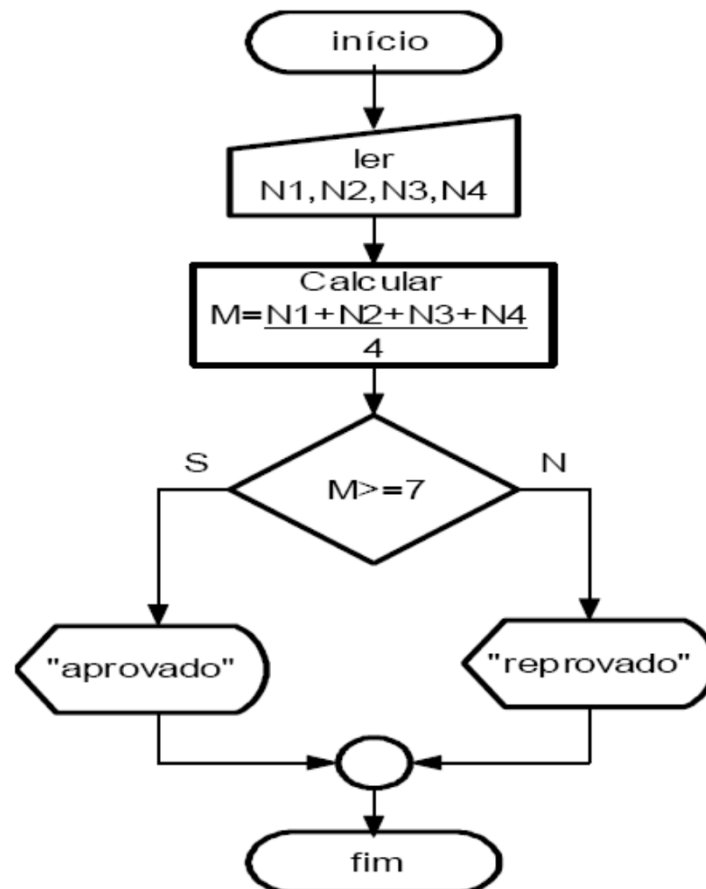 início
ler
N1,N2,N3,N4
Calcular
M=N1+N2+N3+N4
4
S
M>=7
N
"aprovado"
"reprovado"
fim